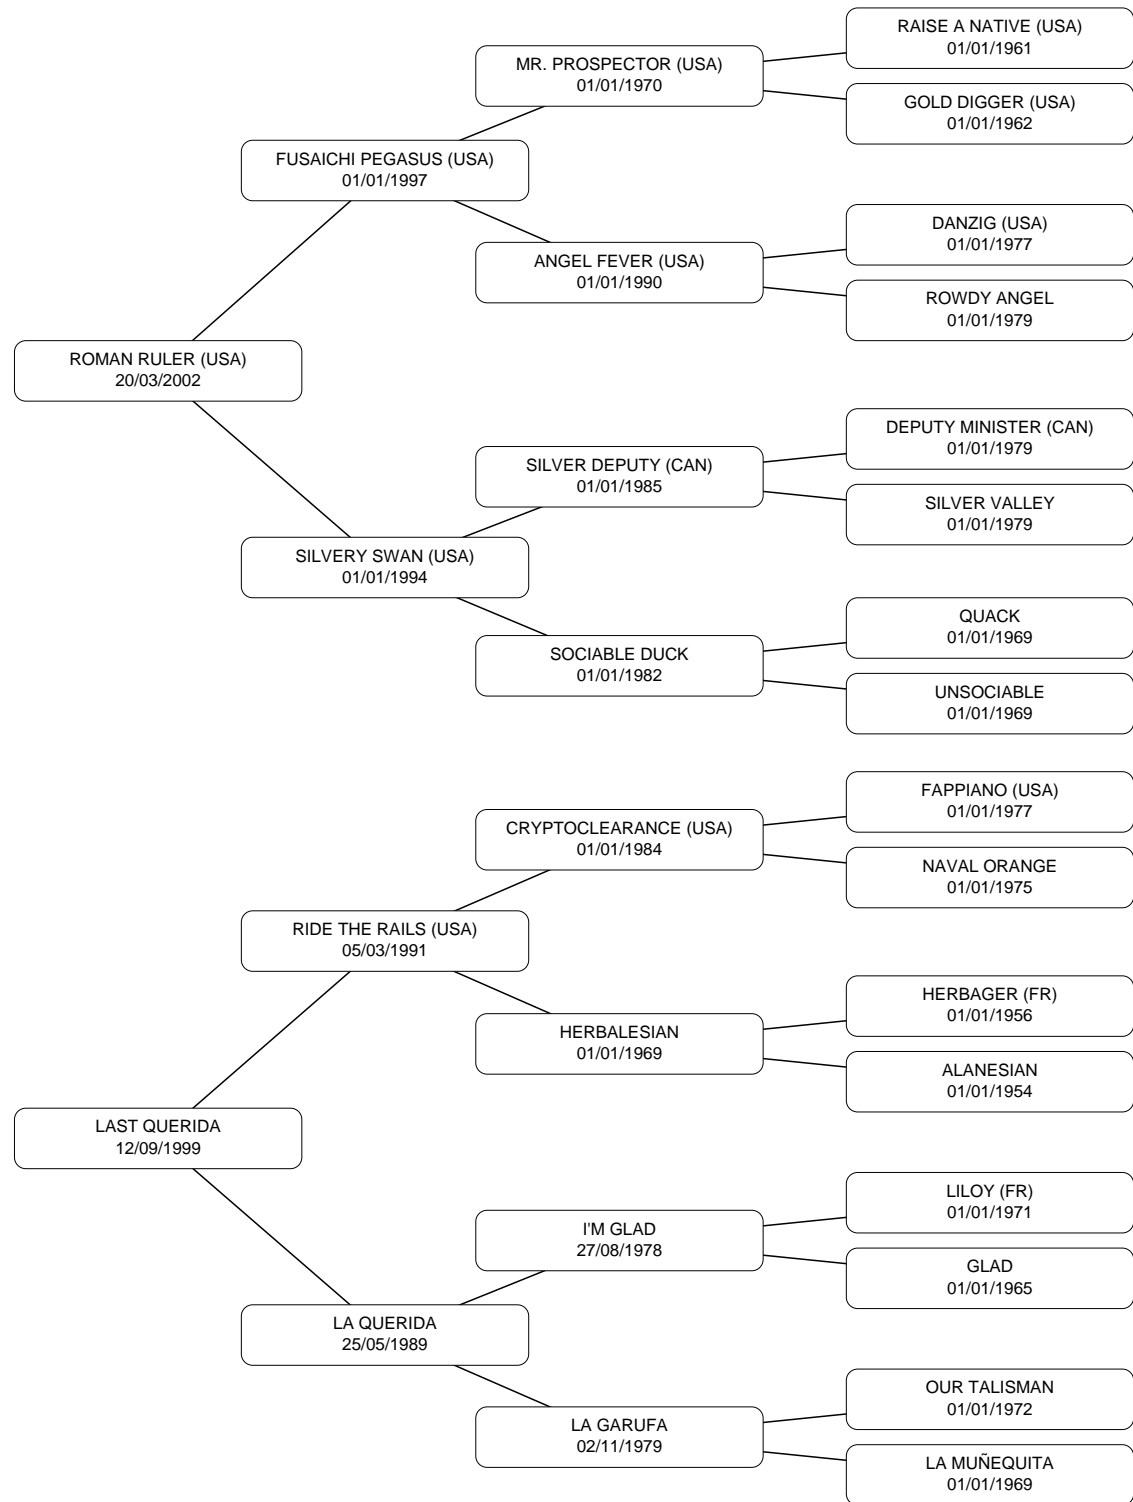 RAISE A NATIVE (USA)
01/01/1961
MR. PROSPECTOR (USA)
01/01/1970
GOLD DIGGER (USA)
01/01/1962
FUSAICHI PEGASUS (USA)
01/01/1997
DANZIG (USA)
01/01/1977
ANGEL FEVER (USA)
01/01/1990
ROWDY ANGEL
01/01/1979
ROMAN RULER (USA)
20/03/2002
DEPUTY MINISTER (CAN)
01/01/1979
SILVER DEPUTY (CAN)
01/01/1985
SILVER VALLEY
01/01/1979
SILVERY SWAN (USA)
01/01/1994
QUACK
01/01/1969
SOCIABLE DUCK
01/01/1982
UNSOCIABLE
01/01/1969
FAPPIANO (USA)
01/01/1977
CRYPTOCLEARANCE (USA)
01/01/1984
NAVAL ORANGE
01/01/1975
RIDE THE RAILS (USA)
05/03/1991
HERBAGER (FR)
01/01/1956
HERBALESIAN
01/01/1969
ALANESIAN
01/01/1954
LAST QUERIDA
12/09/1999
LILOY (FR)
01/01/1971
I'M GLAD
27/08/1978
GLAD
01/01/1965
LA QUERIDA
25/05/1989
OUR TALISMAN
01/01/1972
LA GARUFA
02/11/1979
LA MUÑEQUITA
01/01/1969